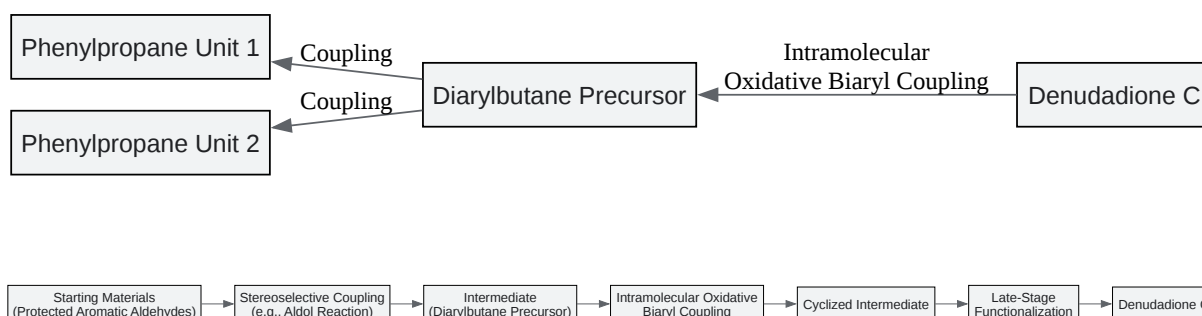 Phenylpropane Unit 1
Coupling
Intramolecular
Oxidative Biaryl Coupling
Diarylbutane Precursor
Denudadione C
Coupling
Phenylpropane Unit 2
Starting Materials
(Protected Aromatic Aldehydes)
Stereoselective Coupling
(e.g., Aldol Reaction)
Intermediate
(Diarylbutane Precursor)
Intramolecular Oxidative
Biaryl Coupling
Cyclized Intermediate
Late-Stage
Functionalization
Denudadione C